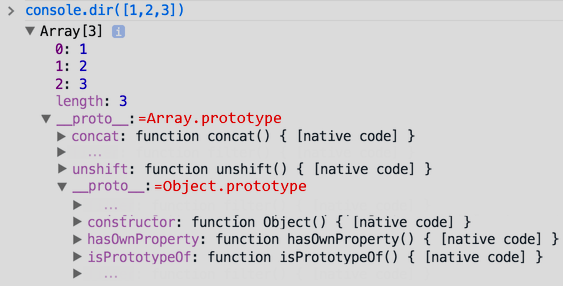 > console.dir([1,2,3])
▼ Array[3] i
0: 1
1: 2
2: 3
length: 3
▼ __proto__:=Array.prototype
▶ concat: function concat() { [native code] }
▶ ...
▶ unshift: function unshift() { [native code] }
▼ __proto__:=Object.prototype
▶ ...
▶ constructor: function Object() { [native code] }
▶ hasOwnProperty: function hasOwnProperty() { [native code] }
▶ isPrototypeOf: function isPrototypeOf() { [native code] }
▶ ...